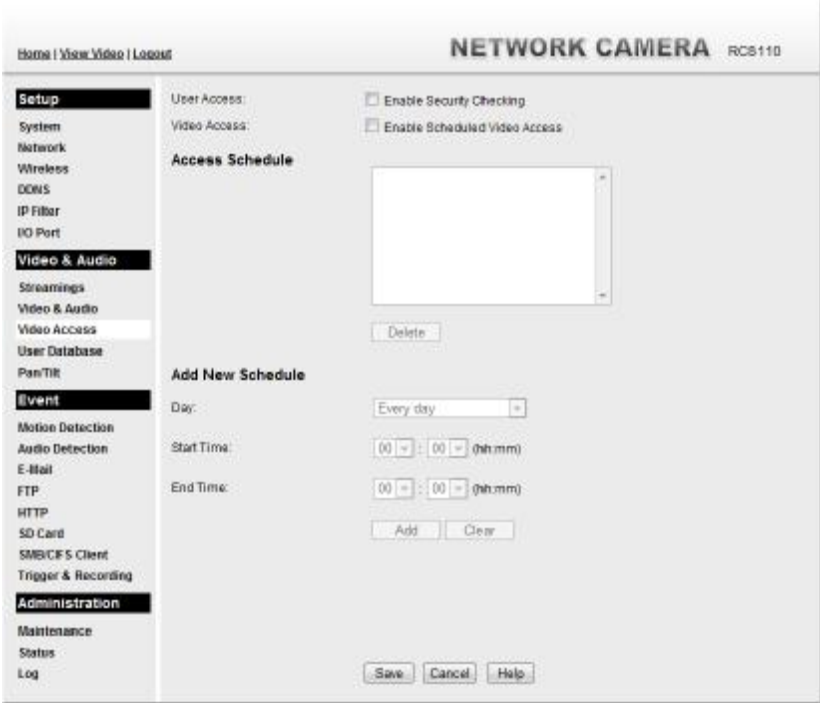 Home | View Video | Logout
NETWORK CAMERA RCS110
Setup
System
Network
Wireless
DDNS
IP Filter
I/O Port
Video & Audio
Streamings
Video & Audio
Video Access
User Database
Pan/Tilt
Event
Motion Detection
Audio Detection
E-Mail
FTP
HTTP
SD Card
SMB/CIFS Client
Trigger & Recording
Administration
Maintenance
Status
Log
User Access: Enable Security Checking
Video Access: Enable Scheduled Video Access
Access Schedule
Delete
Add New Schedule
Day: Every day
Start Time: 00 : 00 (hh:mm)
End Time: 00 : 00 (hh:mm)
Add Clear
Save Cancel Help